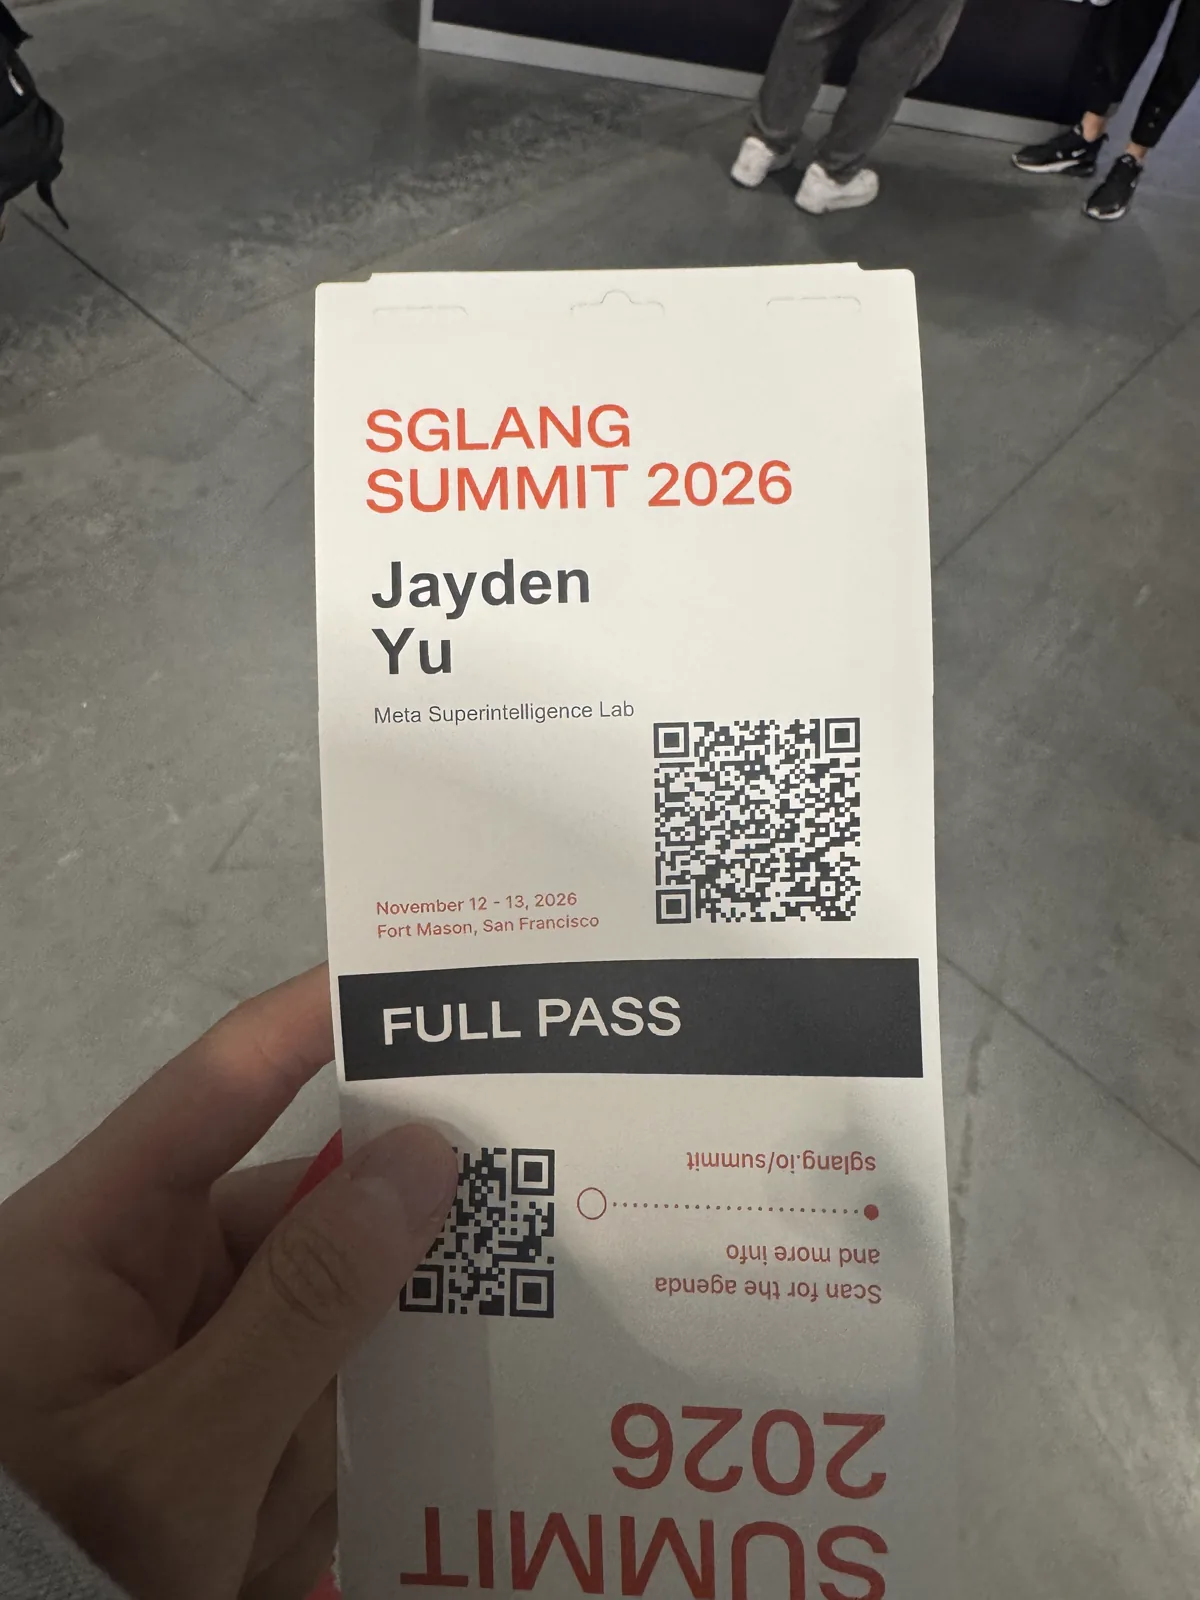 SGLANG
SUMMIT 2026
Jayden
Yu
Meta Superintelligence Lab
November 12 - 13, 2026
Fort Mason, San Francisco
FULL PASS
sglang.io/summit
Scan for the agenda
and more info
SUMMIT
2026